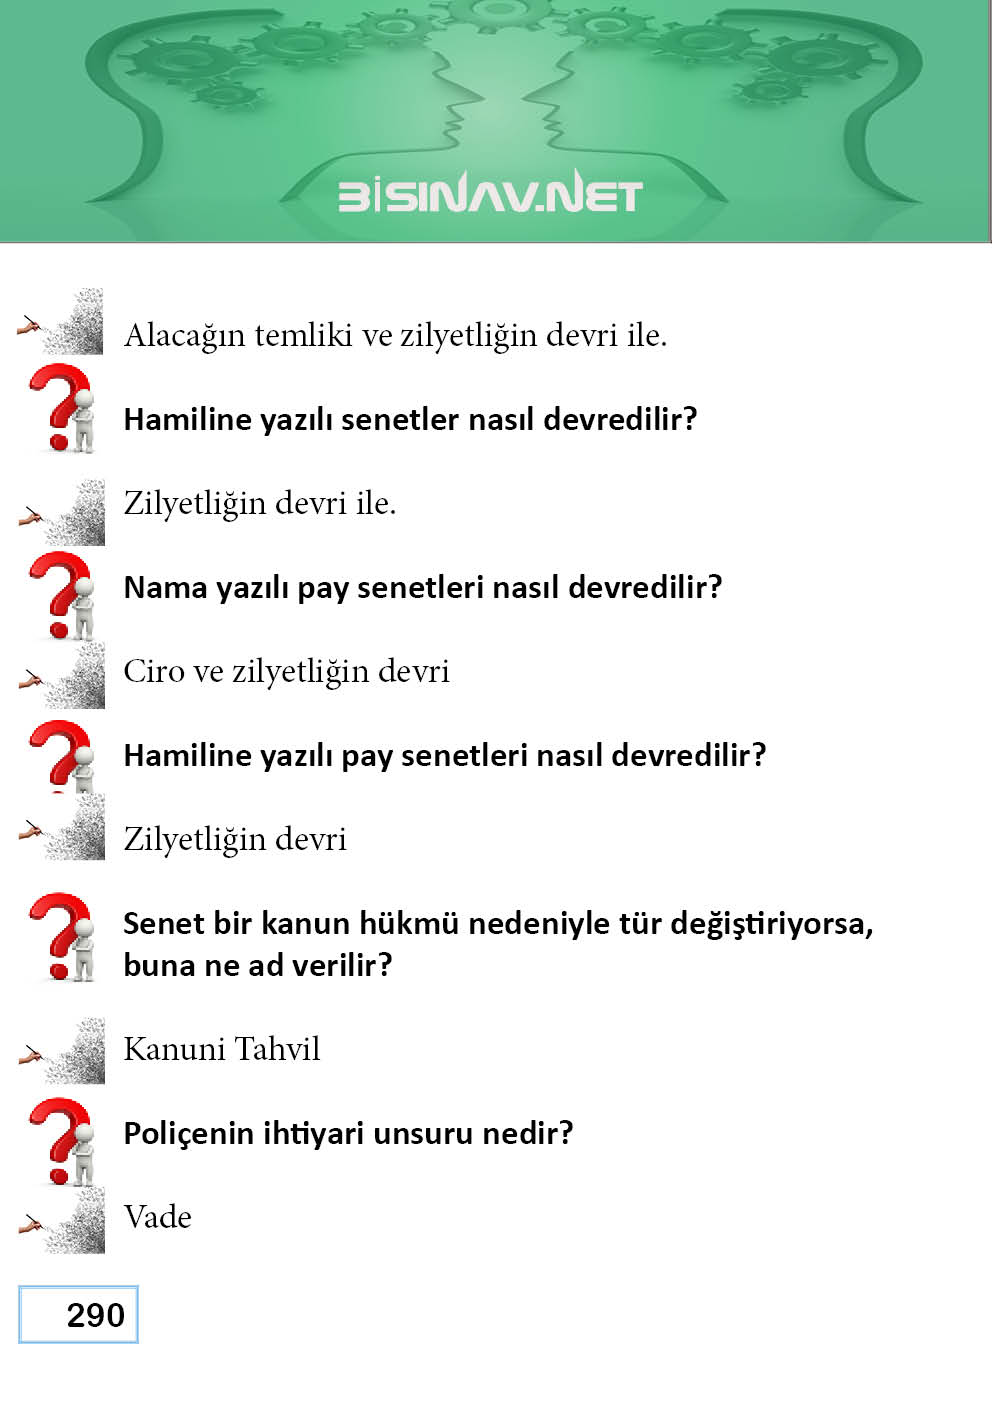 BİSINAV.NET
Alacağın temliki ve zilyetliğin devri ile.
Hamiline yazılı senetler nasıl devredilir?
Zilyetliğin devri ile.
Nama yazılı pay senetleri nasıl devredilir?
Ciro ve zilyetliğin devri
Hamiline yazılı pay senetleri nasıl devredilir?
Zilyetliğin devri
Senet bir kanun hükmü nedeniyle tür değiştiriyorsa,
buna ne ad verilir?
Kanuni Tahvil
Poliçenin ihtiyari unsuru nedir?
Vade
290